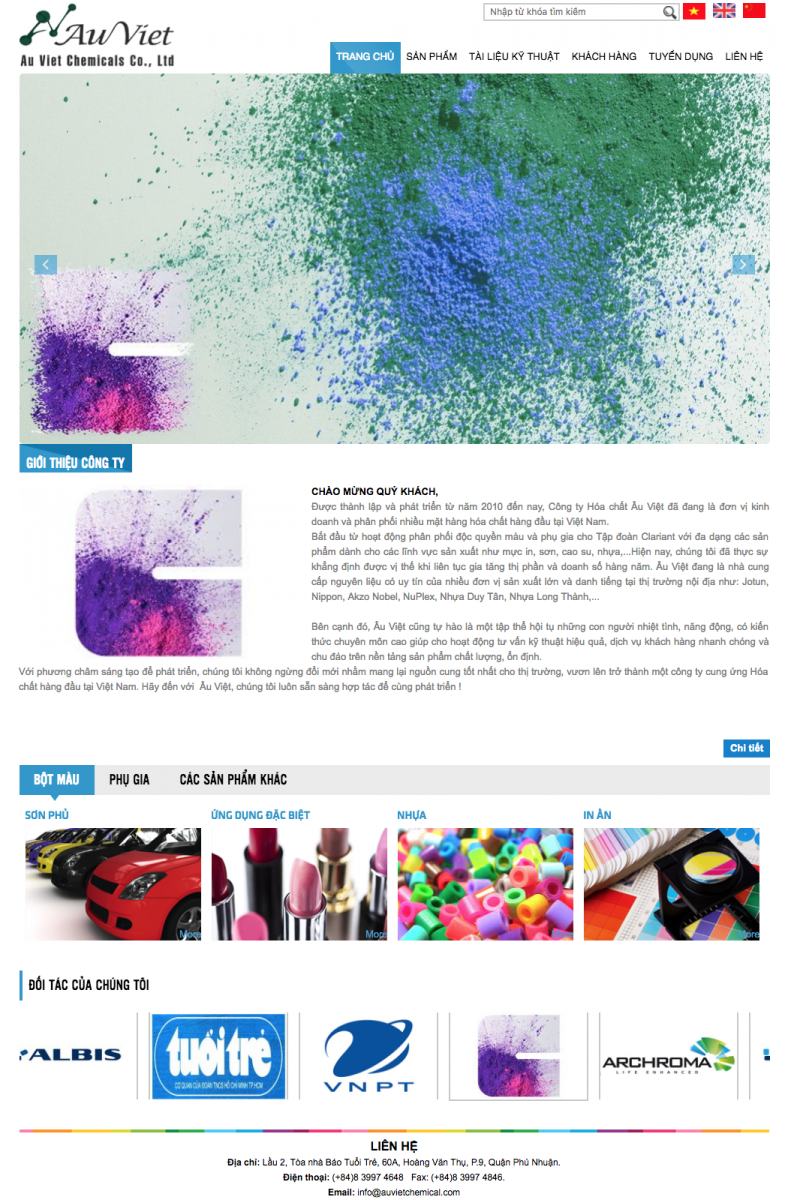 Nhập từ khóa tìm kiếm
Au Viet
Au Viet Chemicals Co., Ltd
TRANG CHỦ SẢN PHẨM TÀI LIỆU KỸ THUẬT KHÁCH HÀNG TUYỂN DỤNG LIÊN HỆ
GIỚI THIỆU CÔNG TY
CHÀO MỪNG QUÝ KHÁCH,
Được thành lập và phát triển từ năm 2010 đến nay, Công ty Hóa chất Âu Việt đã đang là đơn vị kinh
doanh và phân phối nhiều mặt hàng hóa chất hàng đầu tại Việt Nam.
Bắt đầu từ hoạt động phân phối độc quyền màu và phụ gia cho Tập đoàn Clariant với đa dạng các sản
phẩm dành cho các lĩnh vực sản xuất như mực in, sơn, cao su, nhựa,...Hiện nay, chúng tôi đã thực sự
khẳng định được vị thế khi liên tục gia tăng thị phần và doanh số hàng năm. Âu Việt đang là nhà cung
cấp nguyên liệu có uy tín của nhiều đơn vị sản xuất lớn và danh tiếng tại thị trường nội địa như: Jotun,
Nippon, Akzo Nobel, NuPlex, Nhựa Duy Tân, Nhựa Long Thành,...
Bên cạnh đó, Âu Việt cũng tự hào là một tập thể hội tụ những con người nhiệt tình, năng động, có kiến
thức chuyên môn cao giúp cho hoạt động tư vấn kỹ thuật hiệu quả, dịch vụ khách hàng nhanh chóng và
chu đáo trên nền tảng sản phẩm chất lượng, ổn định.
Với phương châm sáng tạo để phát triển, chúng tôi không ngừng đổi mới nhằm mang lại nguồn cung tốt nhất cho thị trường, vươn lên trở thành một công ty cung ứng Hóa
chất hàng đầu tại Việt Nam. Hãy đến với Âu Việt, chúng tôi luôn sẵn sàng hợp tác để cùng phát triển !
Chi tiết
BỘT MÀU PHỤ GIA CÁC SẢN PHẨM KHÁC
SƠN PHỦ ỨNG DỤNG ĐẶC BIỆT NHỰA IN ẤN
More More More More
ĐỐI TÁC CỦA CHÚNG TÔI
ALBIS
tuổi trẻ
CƠ QUAN CỦA ĐOÀN TNCS HỒ CHÍ MINH TP.HCM
VNPT
ARCHROMA
LIFE ENHANCED
LIÊN HỆ
Địa chỉ: Lầu 2, Tòa nhà Báo Tuổi Trẻ, 60A, Hoàng Văn Thụ, P.9, Quận Phú Nhuận.
Điện thoại: (+84)8 3997 4648 Fax: (+84)8 3997 4846.
Email: info@auvietchemical.com